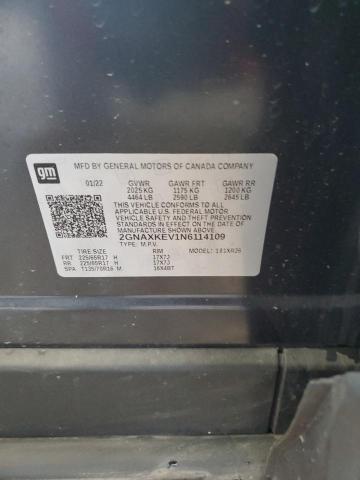 gm
MFD BY GENERAL MOTORS OF CANADA COMPANY
01/22 GVWR GAWR FRT GAWR RR
2025 KG 1175 KG 1200 KG
4464 LB 2590 LB 2645 LB
THIS VEHICLE CONFORMS TO ALL APPLICABLE
U.S. FEDERAL MOTOR VEHICLE SAFETY, BUMPER,
AND THEFT PREVENTION STANDARDS IN EFFECT
ON THE DATE OF MANUFACTURE SHOWN ABOVE.
2GNAXKEV1N6114109
TYPE: M.P.V. MODEL:
TIRE SIZE RIM
FRT 225/65R17 H 17X7J
RR 225/65R17 H 17X7J
SPA T135/70R16 M 16X4BT